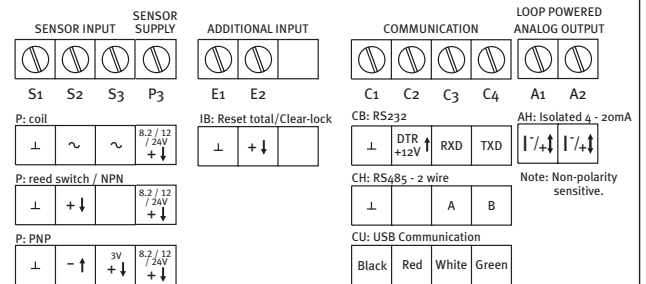 SENSOR INPUT
SENSOR SUPPLY
ADDITIONAL INPUT
COMMUNICATION
LOOP POWERED ANALOG OUTPUT
S1 S2 S3 P3 E1 E2 C1 C2 C3 C4 A1 A2
P: coil
⊥ ~ ~ 8.2 / 12 / 24V + ↓
P: reed switch / NPN
⊥ + ↓ 8.2 / 12 / 24V + ↓
P: PNP
⊥ - ↑ 3V + ↓ 8.2 / 12 / 24V + ↓
IB: Reset total/Clear-lock
⊥ + ↓
CB: RS232
⊥ DTR +12V ↑ RXD TXD
CH: RS485 - 2 wire
⊥ A B
CU: USB Communication
Black Red White Green
AH: Isolated 4 - 20mA
I-/+↕ I-/+↕
Note: Non-polarity
sensitive.